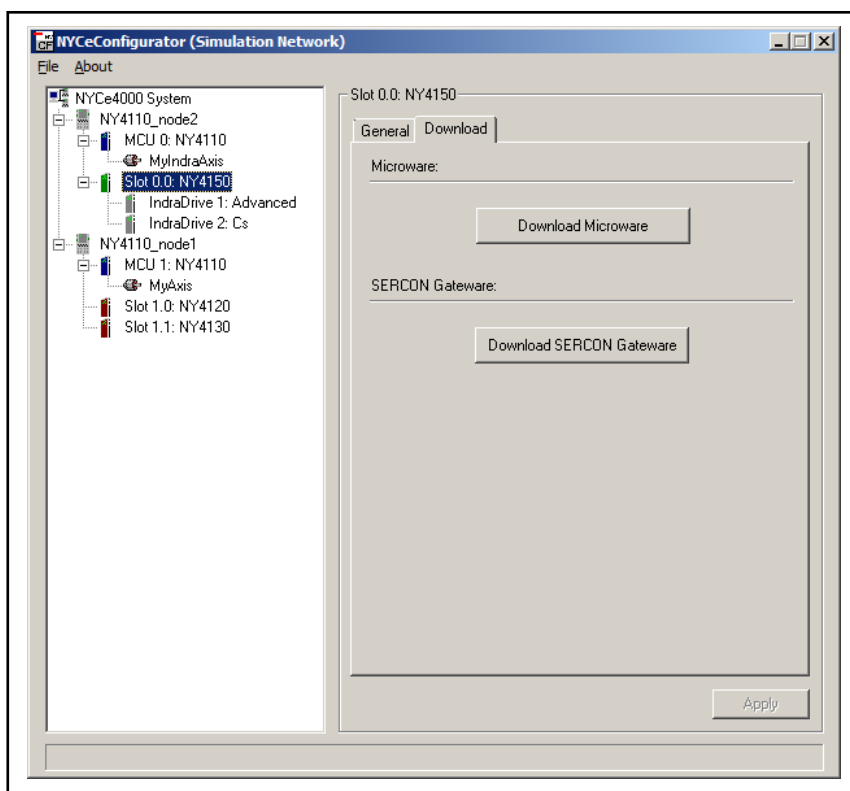 NYCeConfigurator (Simulation Network)
File About
NYCe4000 System
NY4110_node2
MCU 0: NY4110
MyIndraAxis
Slot 0.0: NY4150
IndraDrive 1: Advanced
IndraDrive 2: Cs
NY4110_node1
MCU 1: NY4110
MyAxis
Slot 1.0: NY4120
Slot 1.1: NY4130
Slot 0.0: NY4150
General Download
Microware:
Download Microware
SERCON Gateware:
Download SERCON Gateware
Apply